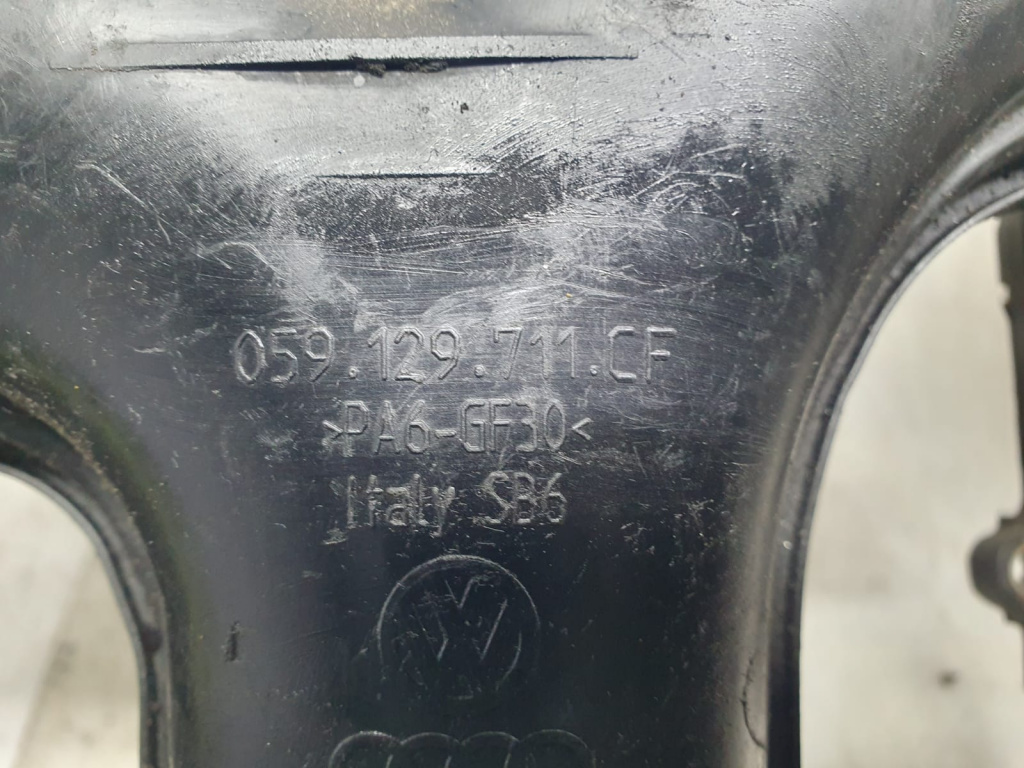 059.129.711.CF
>PA6-GF30<
Italy SB6